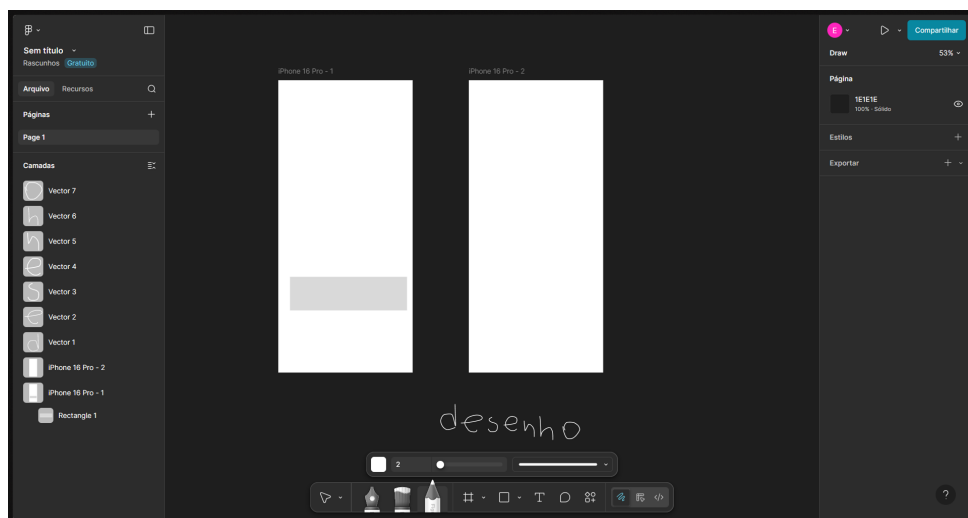 Sem título
Rascunhos Gratuito
Arquivo Recursos
Páginas
Page 1
Camadas
Vector 7
Vector 6
Vector 5
Vector 4
Vector 3
Vector 2
Vector 1
iPhone 16 Pro - 2
iPhone 16 Pro - 1
Rectangle 1
iPhone 16 Pro - 1
iPhone 16 Pro - 2
desenho
2
T
E
Compartilhar
Draw
53%
Página
1E1E1E
100% · Sólido
Estilos
Exportar
?